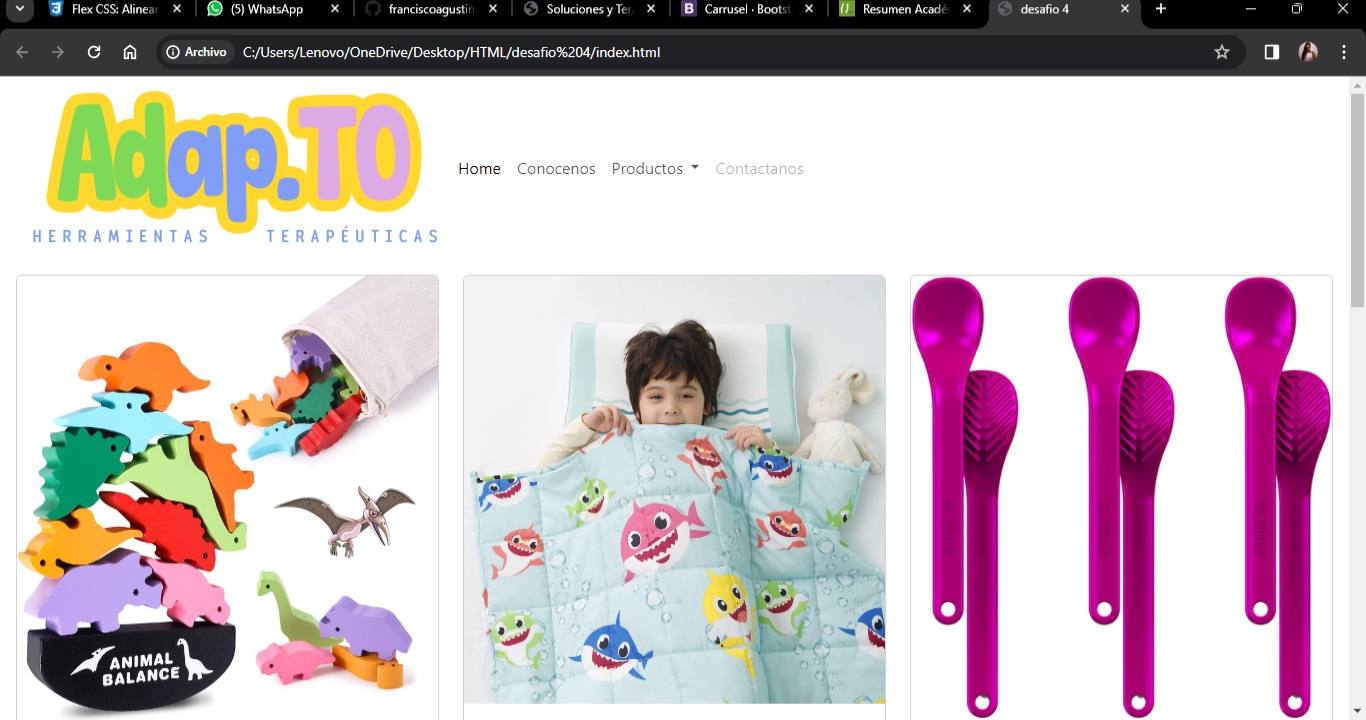 Flex CSS: Alinear
(5) WhatsApp
franciscoagustin
Soluciones y Ter
Carrusel · Bootst
Resumen Acadé
desafio 4
Archivo
C:/Users/Lenovo/OneDrive/Desktop/HTML/desafio%204/index.html
Adap.TO
HERRAMIENTAS TERAPÉUTICAS
Home
Conocenos
Productos
Contactanos
ANIMAL
BALANCE